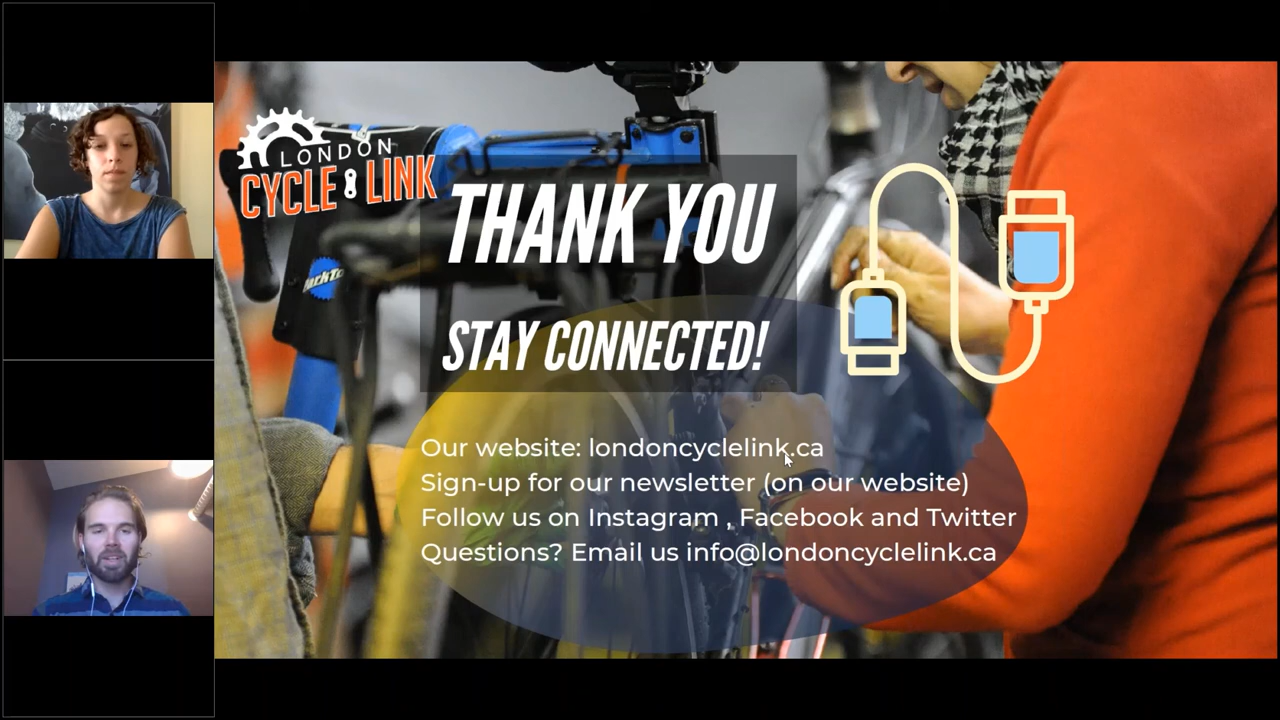 LONDON
CYCLE LINK
THANK YOU
STAY CONNECTED!
Our website: londoncyclelink.ca
Sign-up for our newsletter (on our website)
Follow us on Instagram , Facebook and Twitter
Questions? Email us info@londoncyclelink.ca